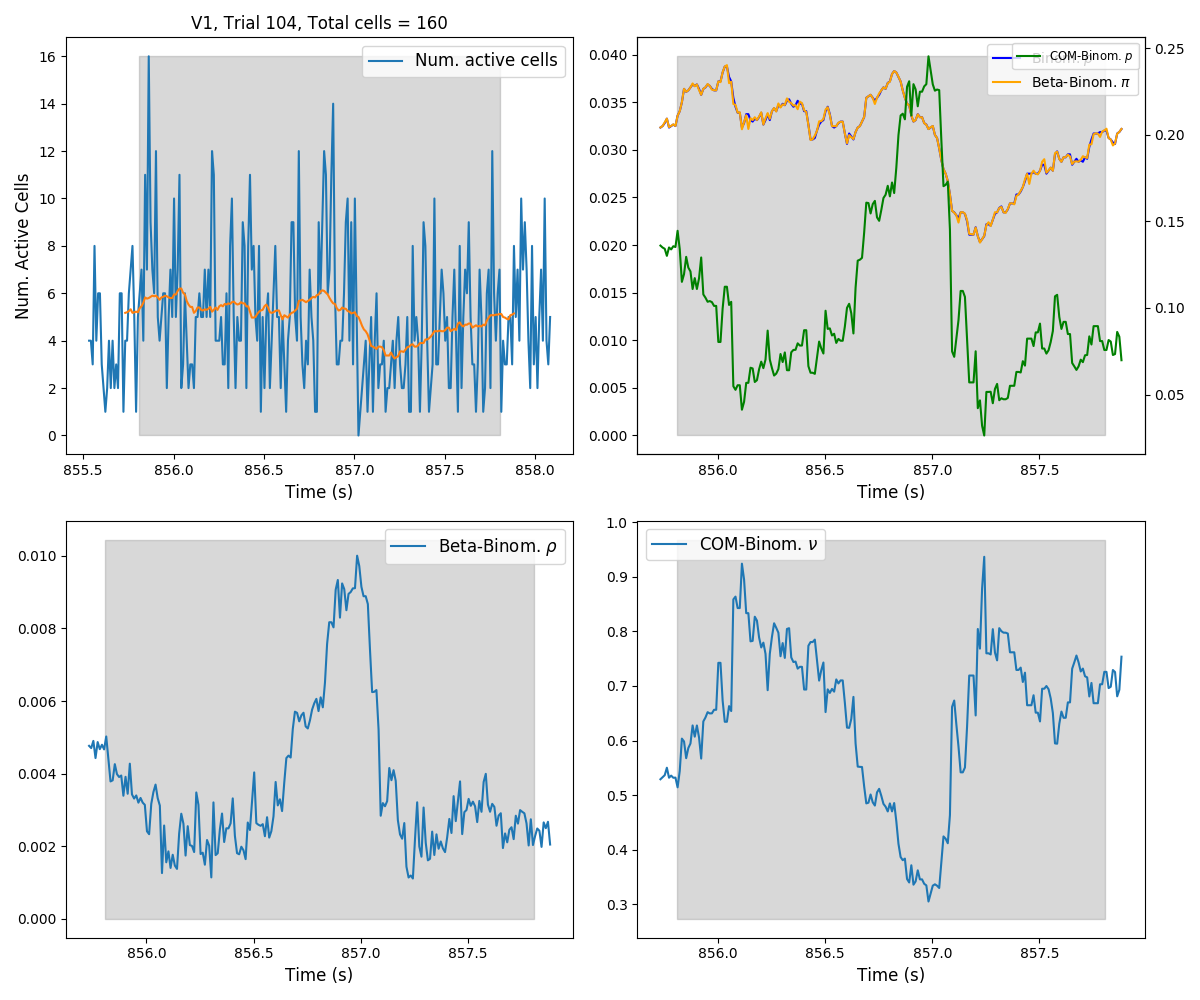 V1, Trial 104, Total cells = 160
Num. Active Cells
16
14
12
10
8
6
4
2
0
Num. active cells
855.5 856.0 856.5 857.0 857.5 858.0
Time (s)
0.040
0.035
0.030
0.025
0.020
0.015
0.010
0.005
0.000
COM-Binom. p
Beta-Binom. π
0.25
0.20
0.15
0.10
0.05
856.0 856.5 857.0 857.5
Time (s)
0.010
0.008
0.006
0.004
0.002
0.000
Beta-Binom. ρ
856.0 856.5 857.0 857.5
Time (s)
1.0
0.9
0.8
0.7
0.6
0.5
0.4
0.3
COM-Binom. ν
856.0 856.5 857.0 857.5
Time (s)